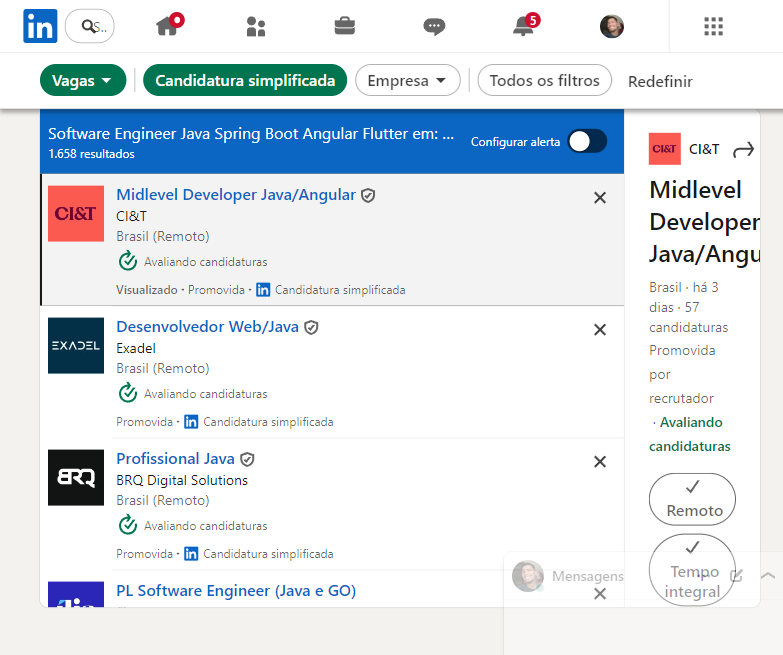 in
S..
5
Vagas
Candidatura simplificada
Empresa
Todos os filtros
Redefinir
Software Engineer Java Spring Boot Angular Flutter em: ...
1.658 resultados
Configurar alerta
CI&T
Midlevel Developer Java/Angular
CI&T
Brasil (Remoto)
Avaliando candidaturas
Visualizado · Promovida · in Candidatura simplificada
EXADEL
Desenvolvedor Web/Java
Exadel
Brasil (Remoto)
Avaliando candidaturas
Promovida · in Candidatura simplificada
BRQ
Profissional Java
BRQ Digital Solutions
Brasil (Remoto)
Avaliando candidaturas
Promovida · in Candidatura simplificada
PL Software Engineer (Java e GO)
CI&T
CI&T
Midlevel
Developer
Java/Angu
Brasil · há 3
dias · 57
candidaturas
Promovida
por
recrutador
· Avaliando
candidaturas
Remoto
Tempo
integral
Mensagens